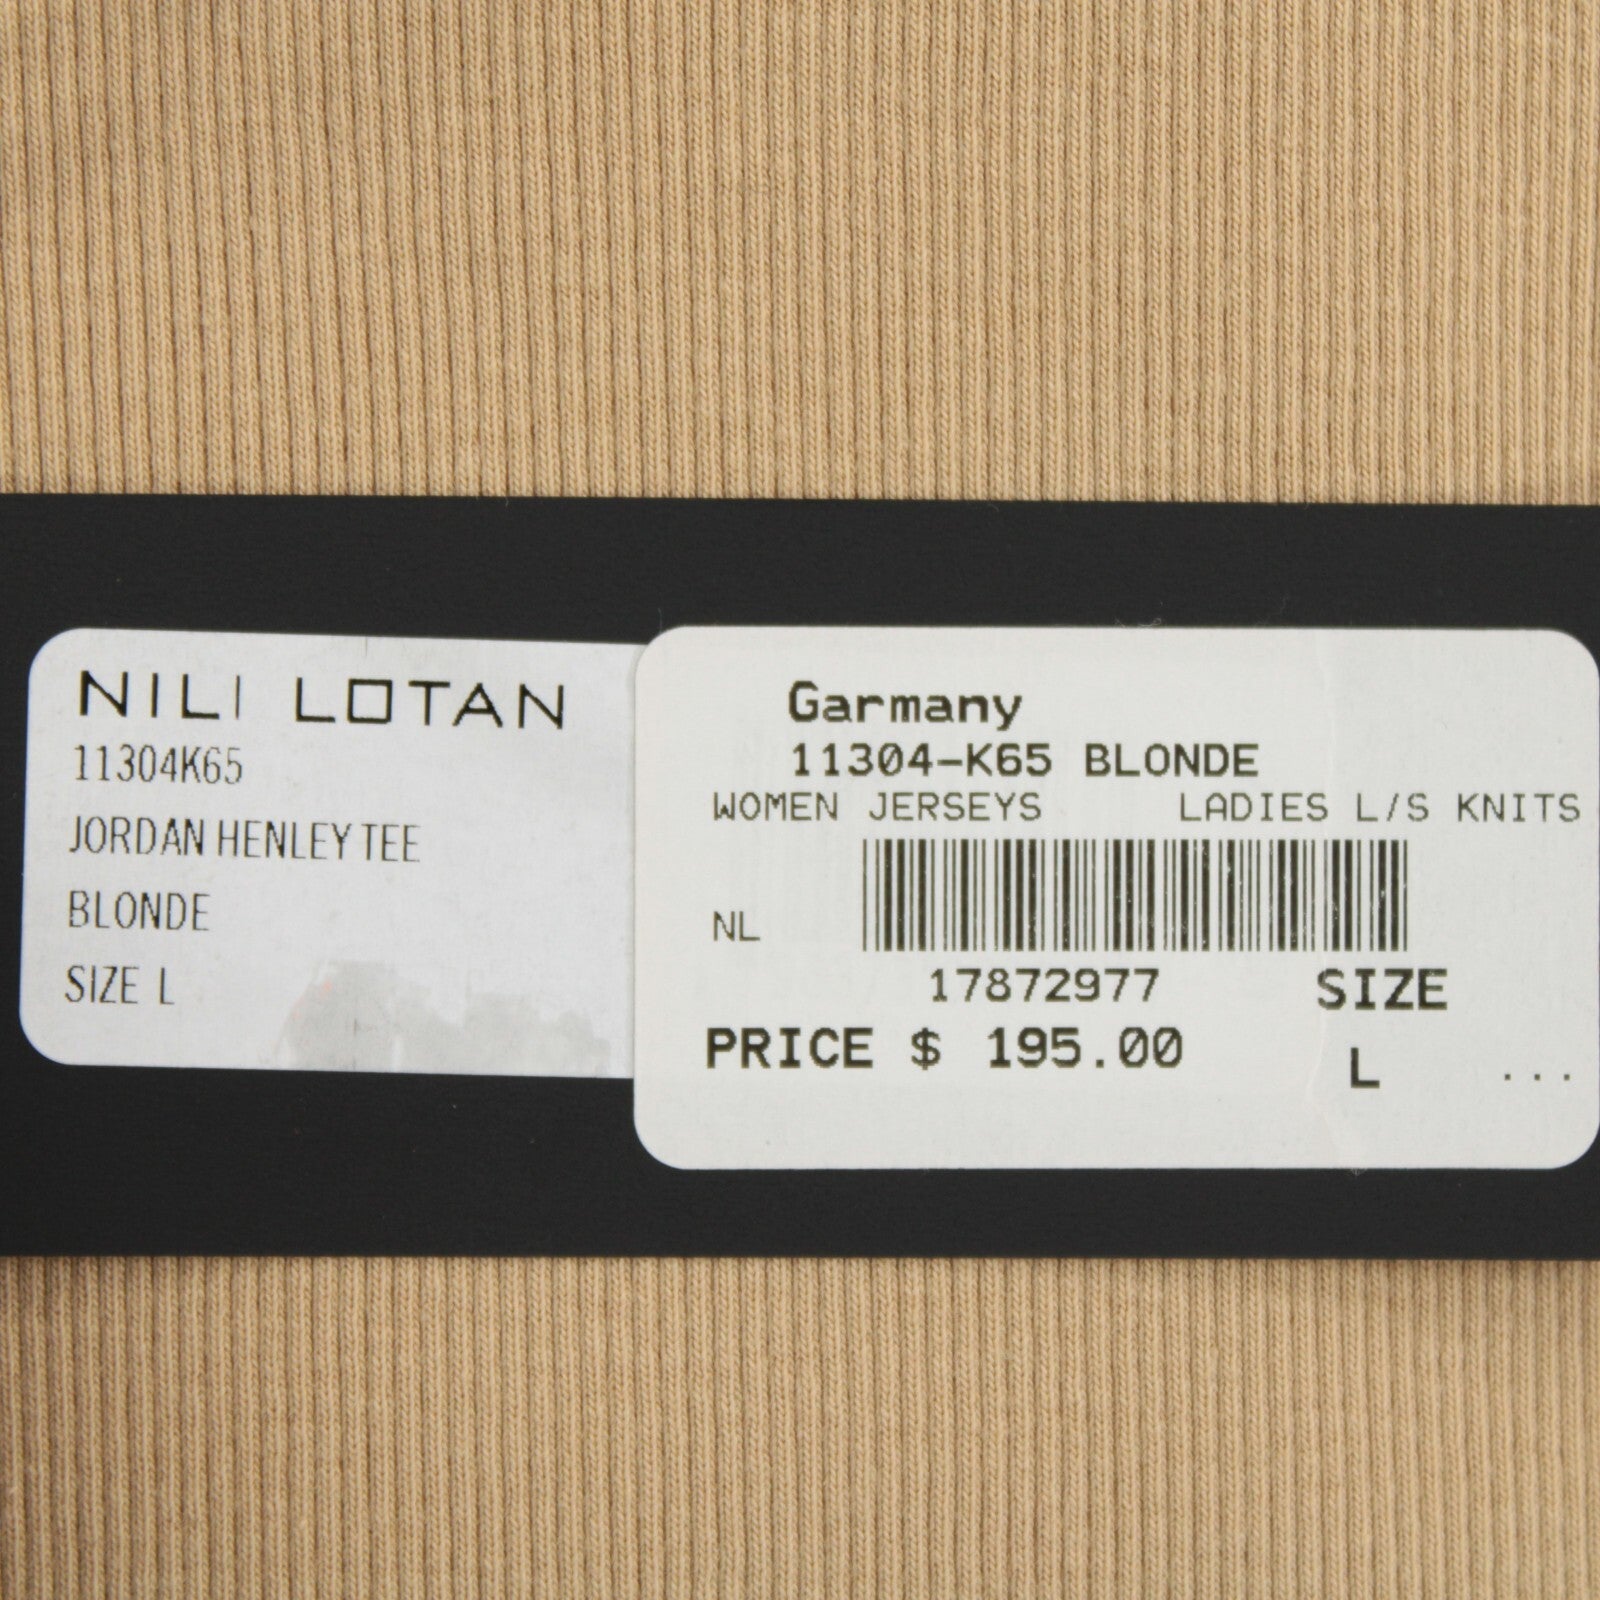 NILI LOTAN
11304K65
JORDAN HENLEY TEE
BLONDE
SIZE L
Garmany
11304-K65 BLONDE
WOMEN JERSEYS LADIES L/S KNITS
NL
17872977 SIZE
PRICE $ 195.00
L ...